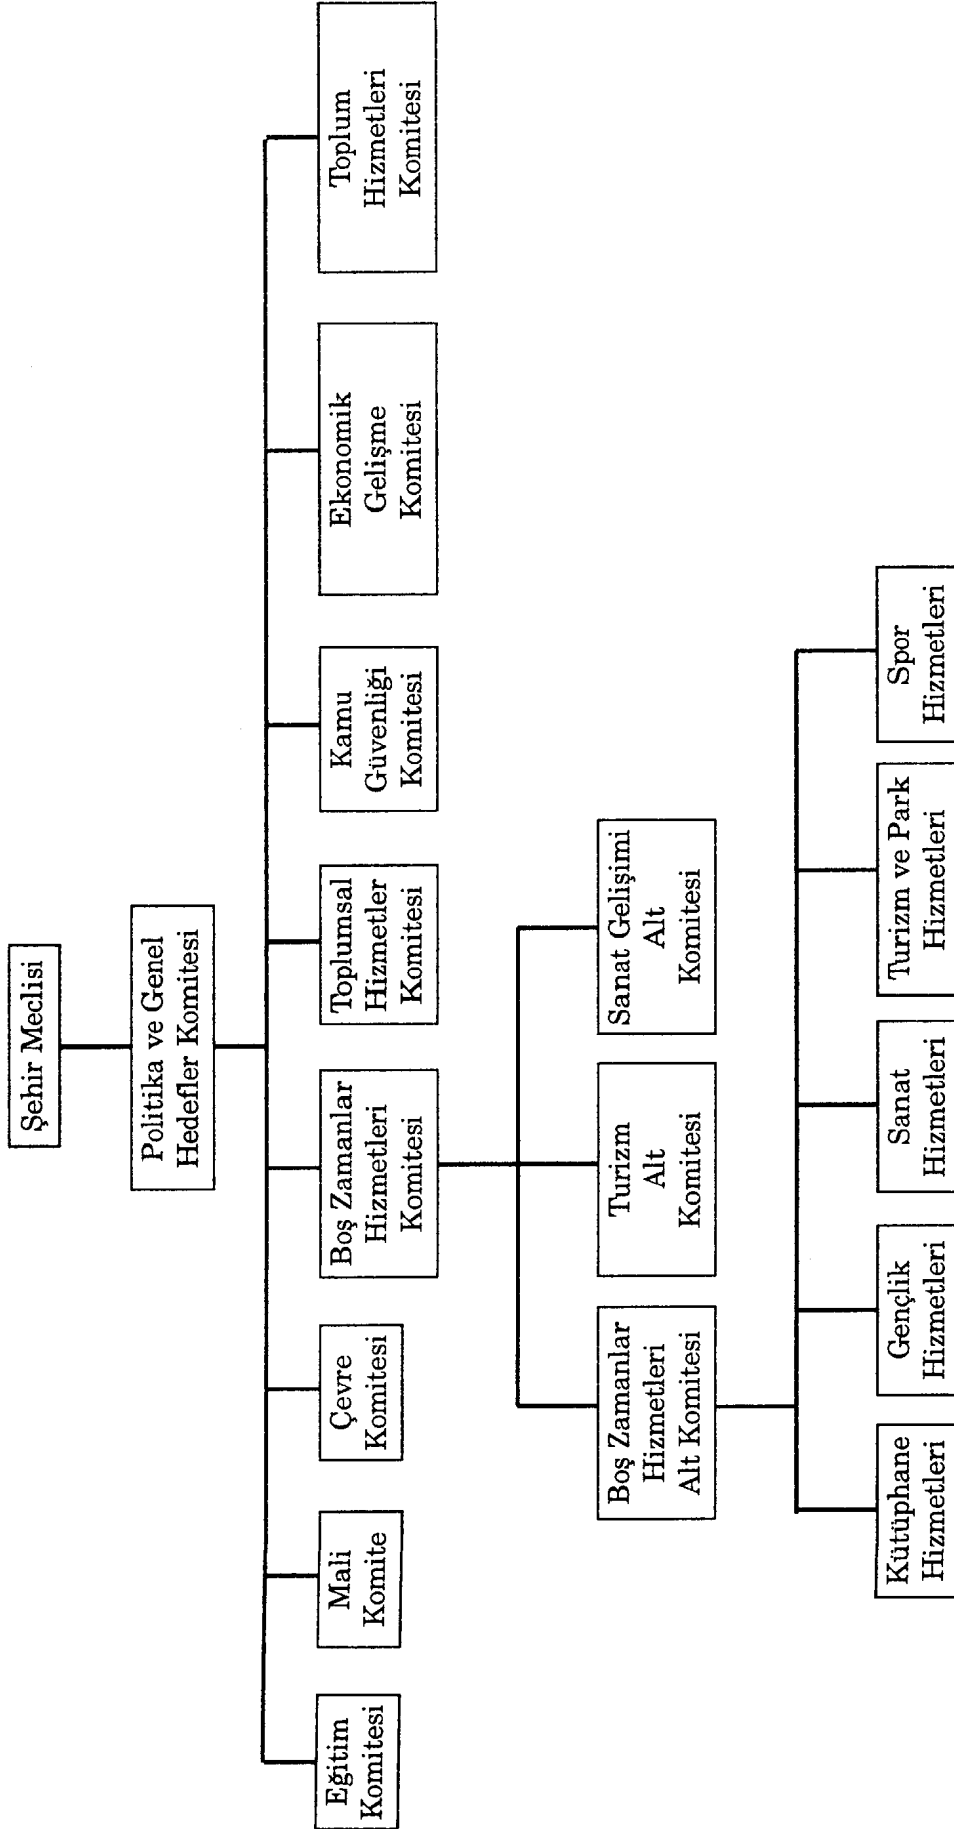 Şehir Meclisi
Politika ve Genel
Hedefler Komitesi
Eğitim
Komitesi
Mali
Komite
Çevre
Komitesi
Boş Zamanlar
Hizmetleri
Komitesi
Toplumsal
Hizmetler
Komitesi
Kamu
Güvenliği
Komitesi
Ekonomik
Gelişme
Komitesi
Toplum
Hizmetleri
Komitesi
Boş Zamanlar
Hizmetleri
Alt Komitesi
Turizm
Alt
Komitesi
Sanat Gelişimi
Alt
Komitesi
Kütüphane
Hizmetleri
Gençlik
Hizmetleri
Sanat
Hizmetleri
Turizm ve Park
Hizmetleri
Spor
Hizmetleri